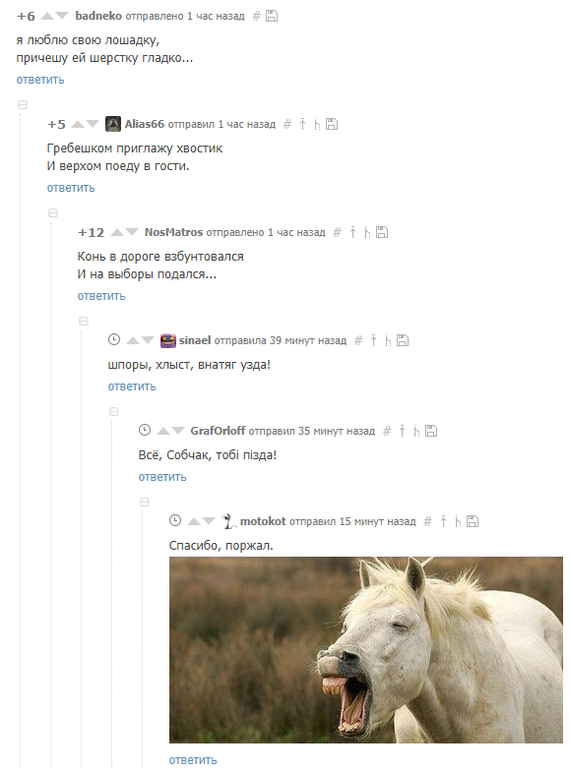 +6 badneko отправлено 1 час назад #
я люблю свою лошадку,
причешу ей шерстку гладко...
ответить
+5 Alias66 отправил 1 час назад #
Гребешком приглажу хвостик
И верхом поеду в гости.
ответить
+12 NosMatros отправлено 1 час назад #
Конь в дороге взбунтовался
И на выборы подался...
ответить
sinael отправила 39 минут назад #
шпоры, хлыст, внатяг узда!
ответить
GrafOrloff отправил 35 минут назад #
Всё, Собчак, тобі пізда!
ответить
motokot отправил 15 минут назад #
Спасибо, поржал.
ответить